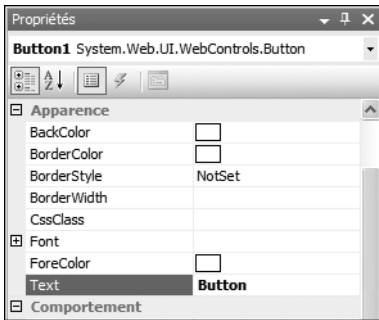 Propriétés
Button1 System.Web.UI.WebControls.Button
A Z
Apparence
BackColor
BorderColor
BorderStyle NotSet
BorderWidth
CssClass
Font
ForeColor
Text Button
Comportement